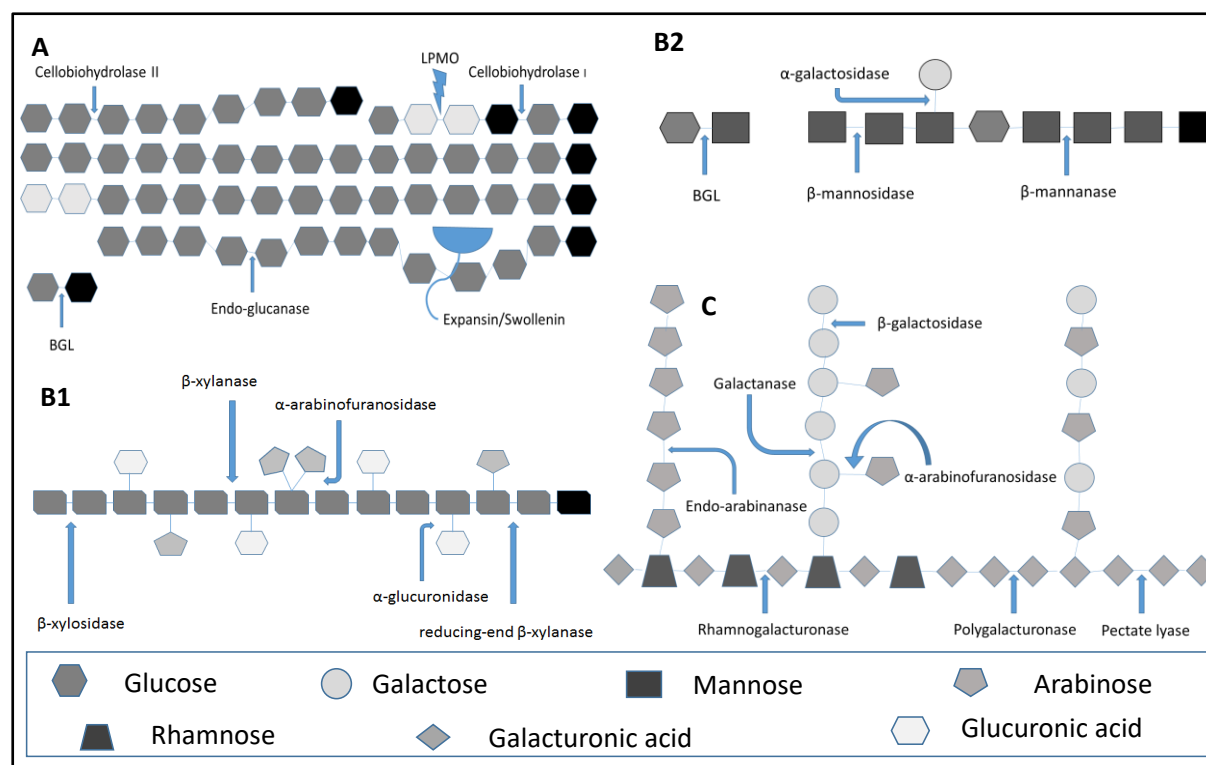 A
Cellobiohydrolase II
LPMO
Cellobiohydrolase I
Endo-glucanase
Expansin/Swollenin
BGL
B2
α-galactosidase
BGL
β-mannosidase
β-mannanase
B1
β-xylanase
α-arabinofuranosidase
α-glucuronidase
β-xylosidase
reducing-end β-xylanase
C
β-galactosidase
Galactanase
α-arabinofuranosidase
Endo-arabinanase
Rhamnogalacturonase
Polygalacturonase
Pectate lyase
Glucose
Galactose
Mannose
Arabinose
Rhamnose
Galacturonic acid
Glucuronic acid